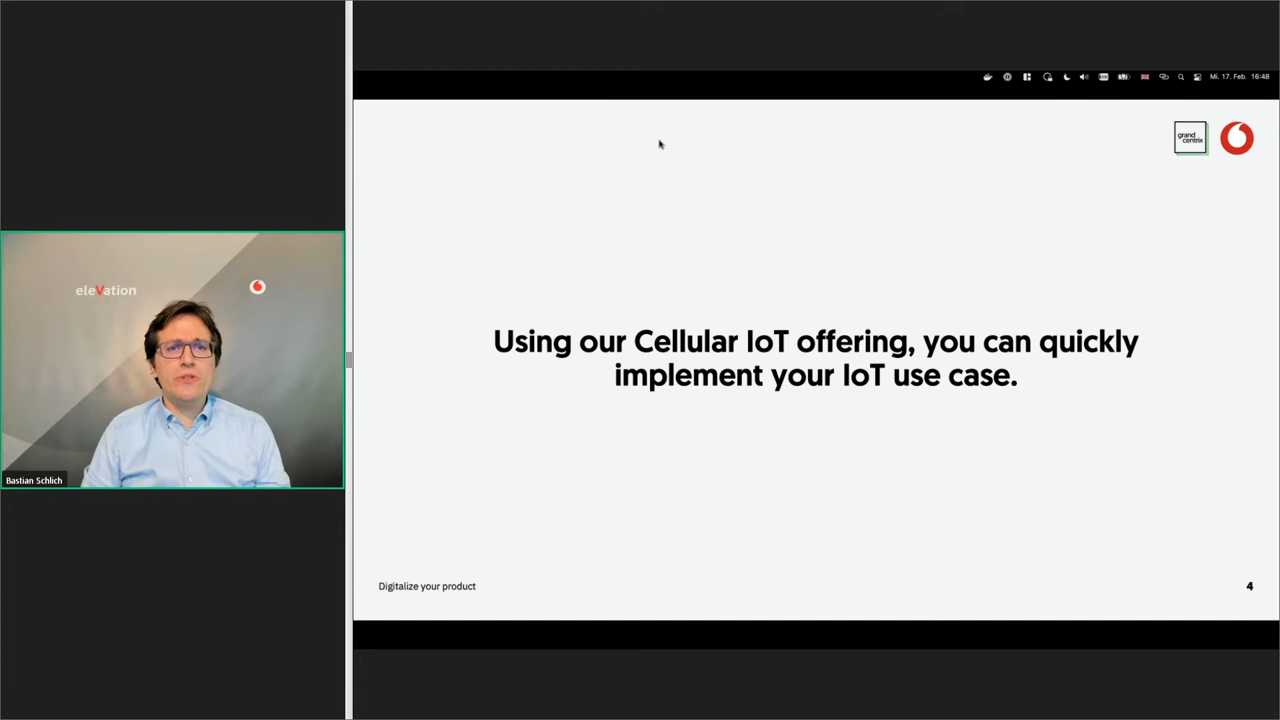 Mi. 17. Feb. 16:48
grand
centrix
eleVation
Using our Cellular IoT offering, you can quickly
implement your IoT use case.
Bastian Schlich
Digitalize your product
4